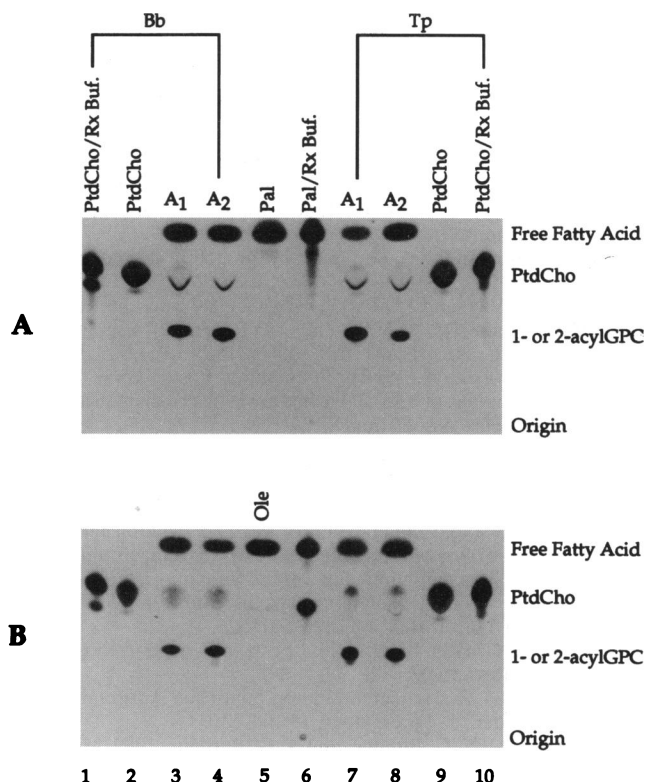 Bb
Tp
PtdCho/Rx Buf.
PtdCho
A1
A2
Pal
Pal/Rx Buf.
A1
A2
PtdCho
PtdCho/Rx Buf.
Free Fatty Acid
PtdCho
A
1- or 2-acylGPC
Origin
Ole
Free Fatty Acid
PtdCho
B
1- or 2-acylGPC
Origin
1 2 3 4 5 6 7 8 9 10